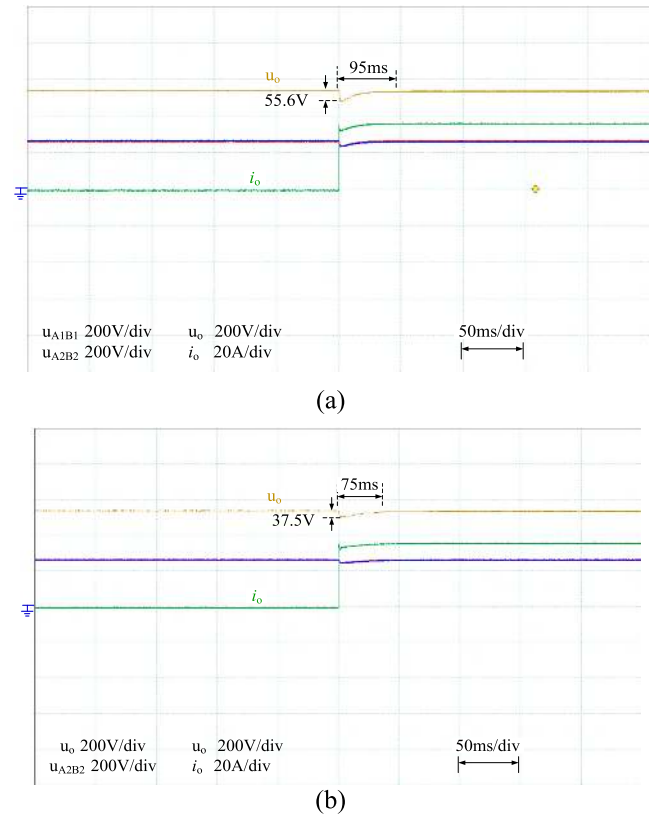 95ms
uo
55.6V
io
uA1B1 200V/div uo 200V/div
uA2B2 200V/div io 20A/div
50ms/div
(a)
75ms
uo
37.5V
io
uo 200V/div uo 200V/div
uA2B2 200V/div io 20A/div
50ms/div
(b)